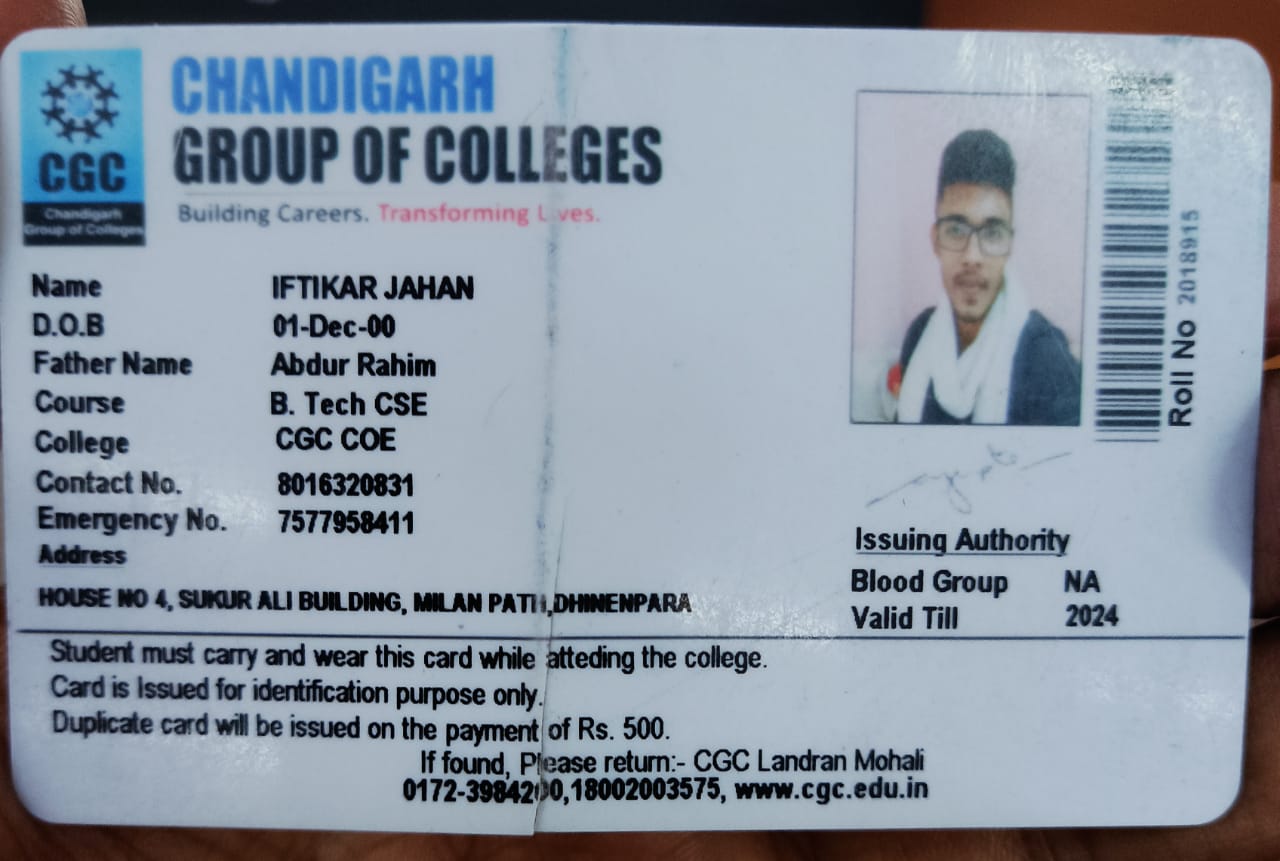 CHANDIGARH
GROUP OF COLLEGES
Building Careers. Transforming Lives.
CGC
Chandigarh
Group of Colleges
Name IFTIKAR JAHAN
D.O.B 01-Dec-00
Father Name Abdur Rahim
Course B. Tech CSE
College CGC COE
Contact No. 8016320831
Emergency No. 7577958411
Address
HOUSE NO 4, SUKUR ALI BUILDING, MILAN PATH,DHINENPARA
Roll No 2018915
Issuing Authority
Blood Group NA
Valid Till 2024
Student must carry and wear this card while atteding the college.
Card is Issued for identification purpose only.
Duplicate card will be issued on the payment of Rs. 500.
If found, Please return:- CGC Landran Mohali
0172-3984200,18002003575, www.cgc.edu.in